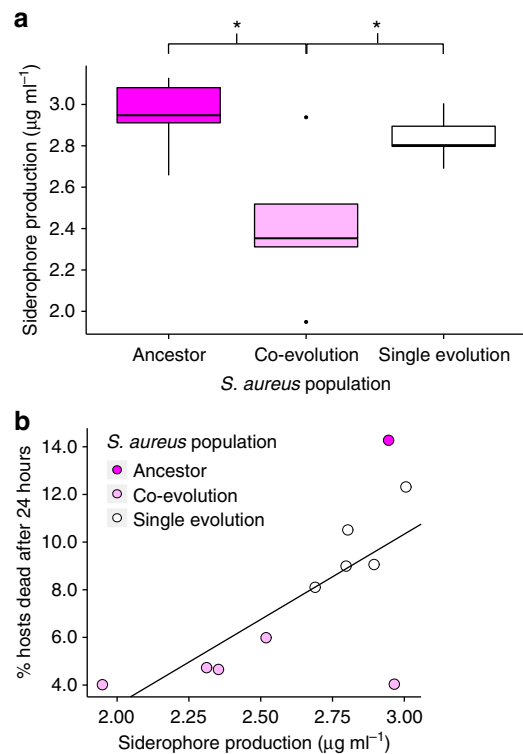 a
* *
Siderophore production (µg ml⁻¹)
3.0
2.8
2.6
2.4
2.2
2.0
Ancestor Co-evolution Single evolution
S. aureus population
b
S. aureus population
Ancestor
Co-evolution
Single evolution
% hosts dead after 24 hours
14.0
12.0
10.0
8.0
6.0
4.0
2.00 2.25 2.50 2.75 3.00
Siderophore production (µg ml⁻¹)